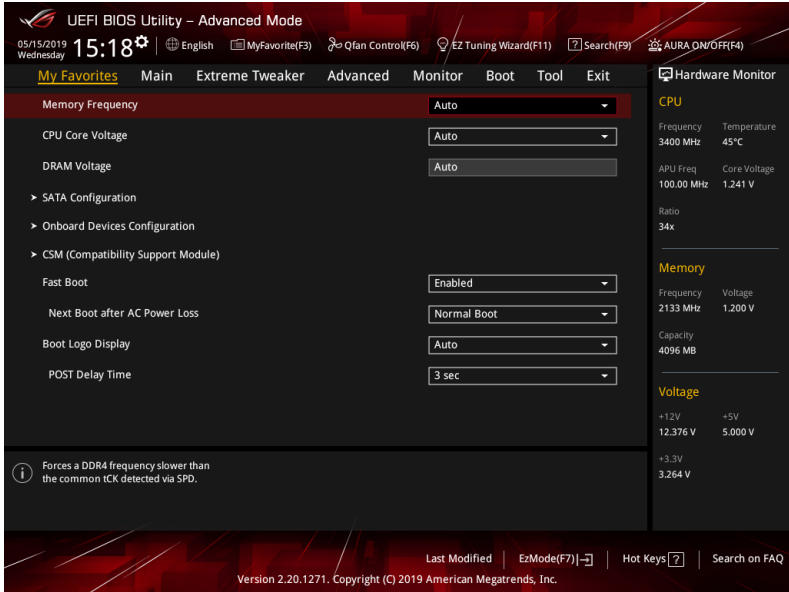 UEFI BIOS Utility – Advanced Mode
05/15/2019
Wednesday
15:18
English
MyFavorite(F3)
Qfan Control(F6)
EZ Tuning Wizard(F11)
? Search(F9)
AURA ON/OFF(F4)
My Favorites Main Extreme Tweaker Advanced Monitor Boot Tool Exit
Memory Frequency Auto
CPU Core Voltage Auto
DRAM Voltage Auto
SATA Configuration
Onboard Devices Configuration
CSM (Compatibility Support Module)
Fast Boot Enabled
Next Boot after AC Power Loss Normal Boot
Boot Logo Display Auto
POST Delay Time 3 sec
i
Forces a DDR4 frequency slower than
the common tCK detected via SPD.
Hardware Monitor
CPU
Frequency Temperature
3400 MHz 45°C
APU Freq Core Voltage
100.00 MHz 1.241 V
Ratio
34x
Memory
Frequency Voltage
2133 MHz 1.200 V
Capacity
4096 MB
Voltage
+12V +5V
12.376 V 5.000 V
+3.3V
3.264 V
Last Modified EzMode(F7) Hot Keys ? Search on FAQ
Version 2.20.1271. Copyright (C) 2019 American Megatrends, Inc.